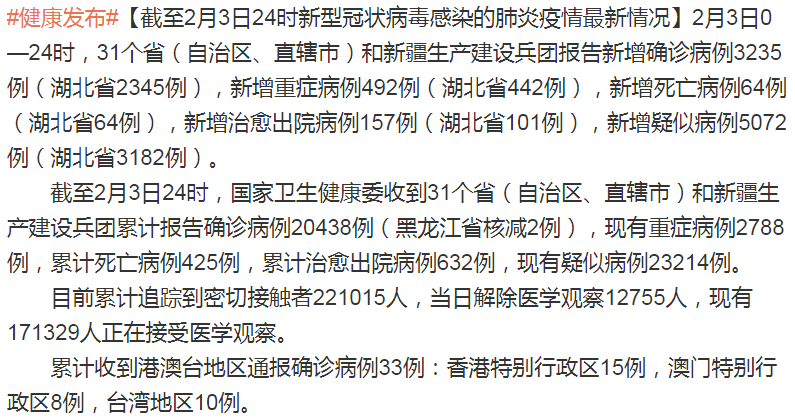 #健康发布#【截至2月3日24时新型冠状病毒感染的肺炎疫情最新情况】2月3日0
—24时，31个省（自治区、直辖市）和新疆生产建设兵团报告新增确诊病例3235
例（湖北省2345例），新增重症病例492例（湖北省442例），新增死亡病例64例
（湖北省64例），新增治愈出院病例157例（湖北省101例），新增疑似病例5072
例（湖北省3182例）。
截至2月3日24时，国家卫生健康委收到31个省（自治区、直辖市）和新疆生
产建设兵团累计报告确诊病例20438例（黑龙江省核减2例），现有重症病例2788
例，累计死亡病例425例，累计治愈出院病例632例，现有疑似病例23214例。
目前累计追踪到密切接触者221015人，当日解除医学观察12755人，现有
171329人正在接受医学观察。
累计收到港澳台地区通报确诊病例33例：香港特别行政区15例，澳门特别行
政区8例，台湾地区10例。